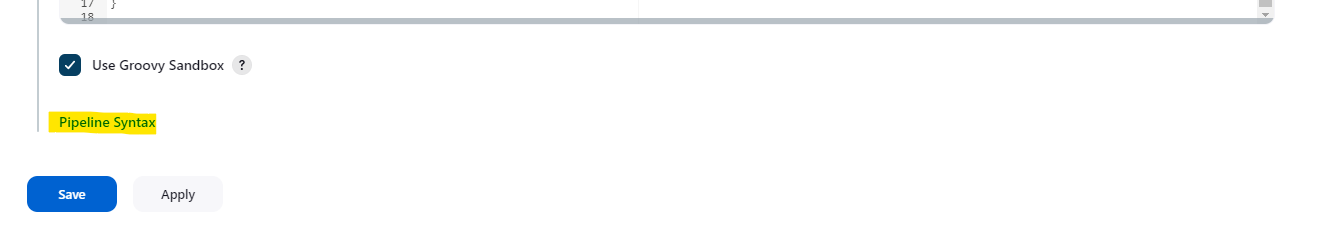 17 }
18
Use Groovy Sandbox ?
Pipeline Syntax
Save Apply